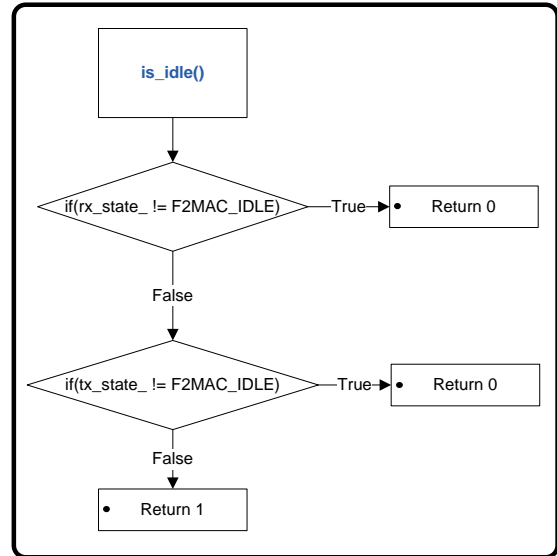 is_idle()
if(rx_state_ != F2MAC_IDLE)
True
• Return 0
False
if(tx_state_ != F2MAC_IDLE)
True
• Return 0
False
• Return 1